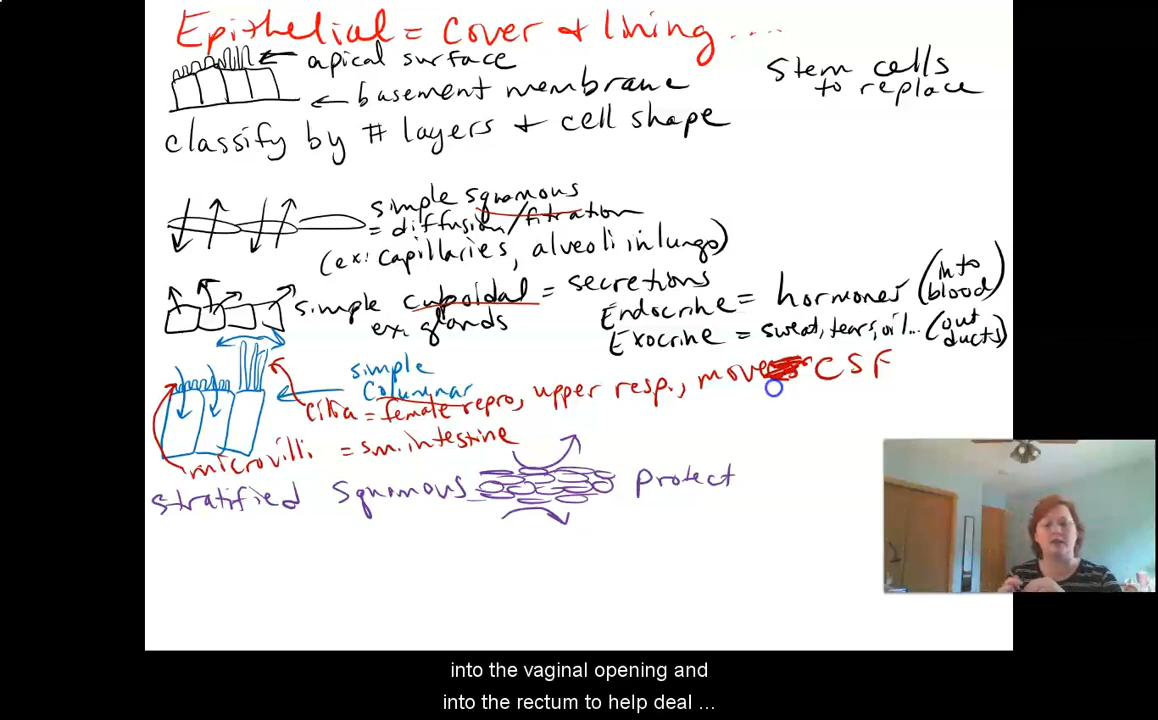 Epithelial = Cover + lining....
← apical surface
Stem cells
to replace
← basement membrane
classify by # layers + cell shape
simple squamous
= diffusion/fitration
(ex: capillaries, alveoli in lungs)
simple cuboidal = secretions
ex: glands
Endocrine = hormones (into blood)
Exocrine = sweat, tears, oil... (out ducts)
simple
Columnar
cilia = female repro, upper resp., move CSF
microvilli = sm. intestine
stratified squamous
protect
into the vaginal opening and
into the rectum to help deal ...